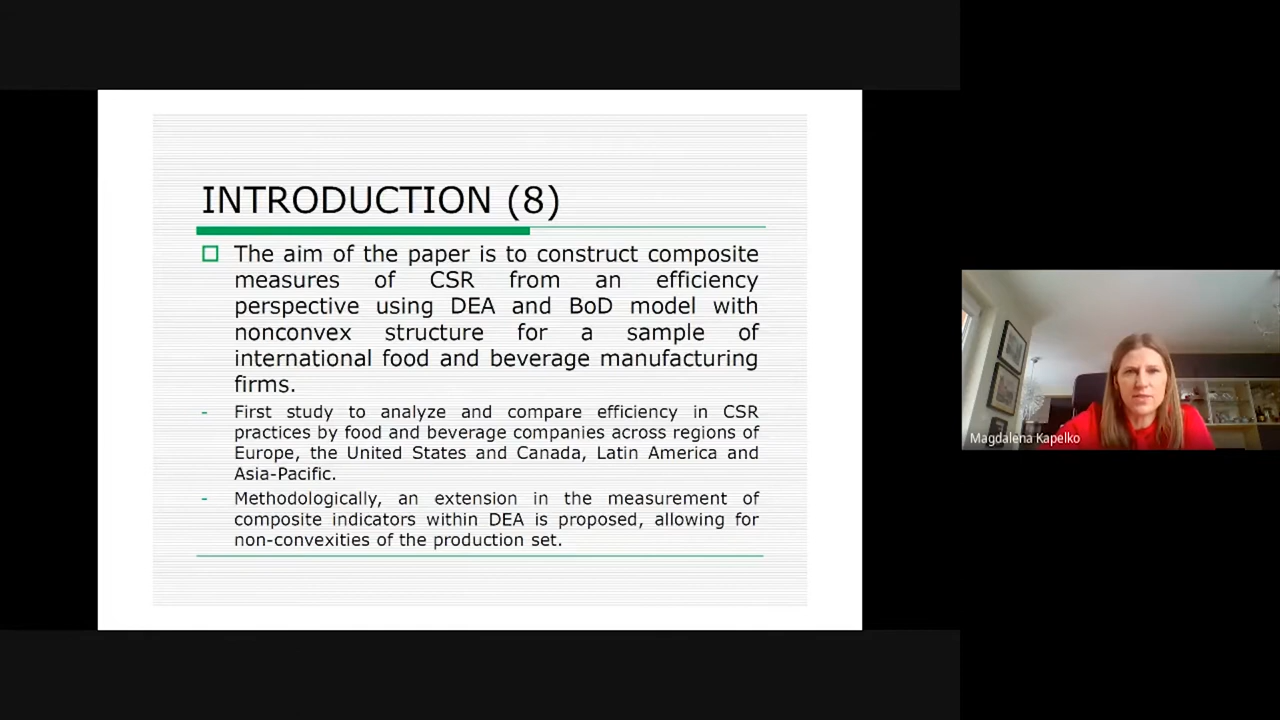 INTRODUCTION (8)
The aim of the paper is to construct composite
measures of CSR from an efficiency
perspective using DEA and BoD model with
nonconvex structure for a sample of
international food and beverage manufacturing
firms.
- First study to analyze and compare efficiency in CSR
practices by food and beverage companies across regions of
Europe, the United States and Canada, Latin America and
Asia-Pacific.
- Methodologically, an extension in the measurement of
composite indicators within DEA is proposed, allowing for
non-convexities of the production set.
Magdalena Kapelko